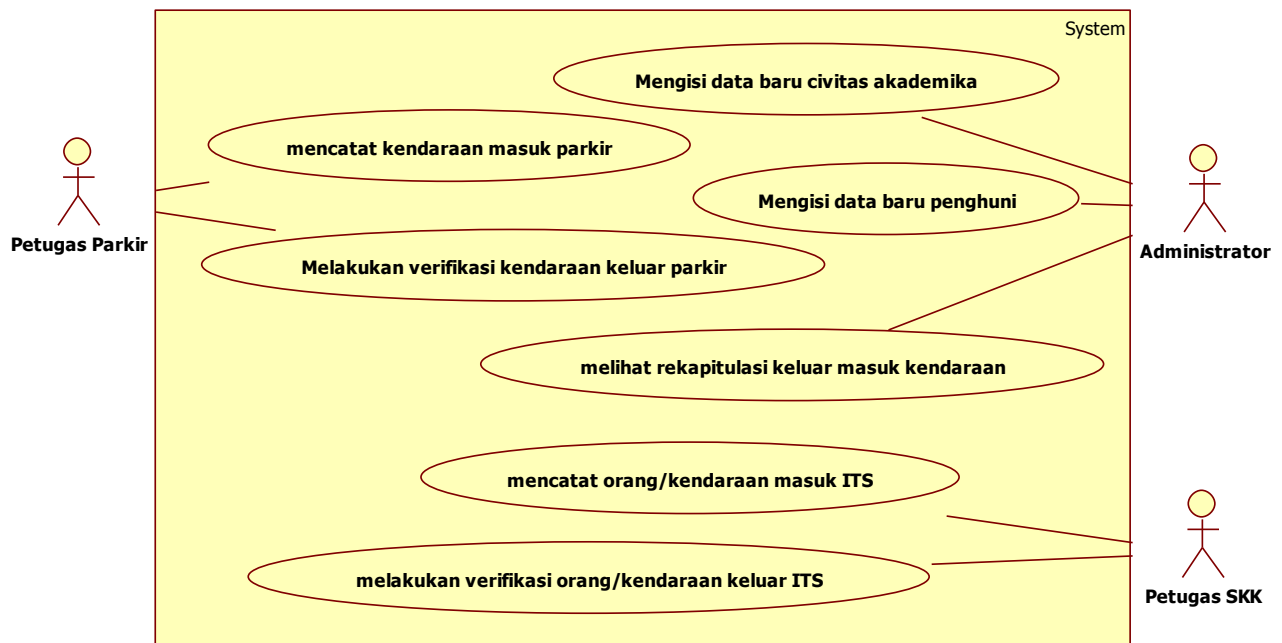 System
Mengisi data baru civitas akademika
mencatat kendaraan masuk parkir
Mengisi data baru penghuni
Petugas Parkir
Administrator
Melakukan verifikasi kendaraan keluar parkir
melihat rekapitulasi keluar masuk kendaraan
mencatat orang/kendaraan masuk ITS
melakukan verifikasi orang/kendaraan keluar ITS
Petugas SKK